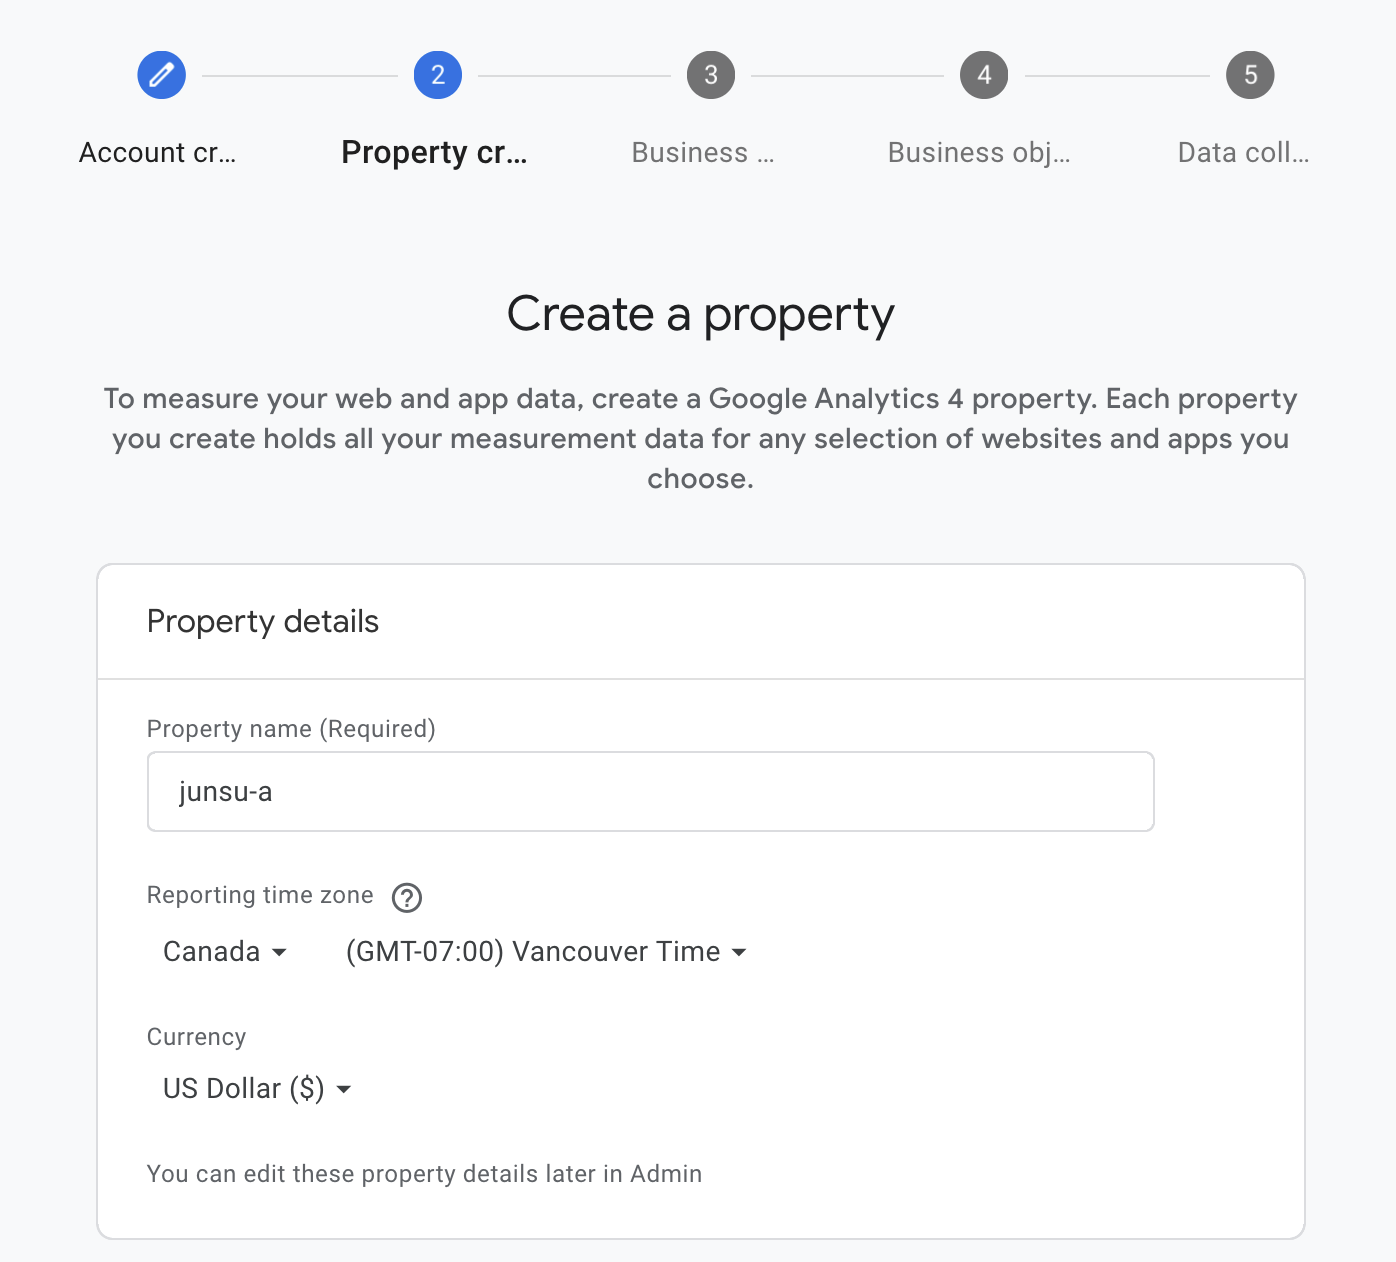 2
3
4
5
Account cr...
Property cr...
Business ...
Business obj...
Data coll...
Create a property
To measure your web and app data, create a Google Analytics 4 property. Each property
you create holds all your measurement data for any selection of websites and apps you
choose.
Property details
Property name (Required)
junsu-a
Reporting time zone
Canada (GMT-07:00) Vancouver Time
Currency
US Dollar ($)
You can edit these property details later in Admin